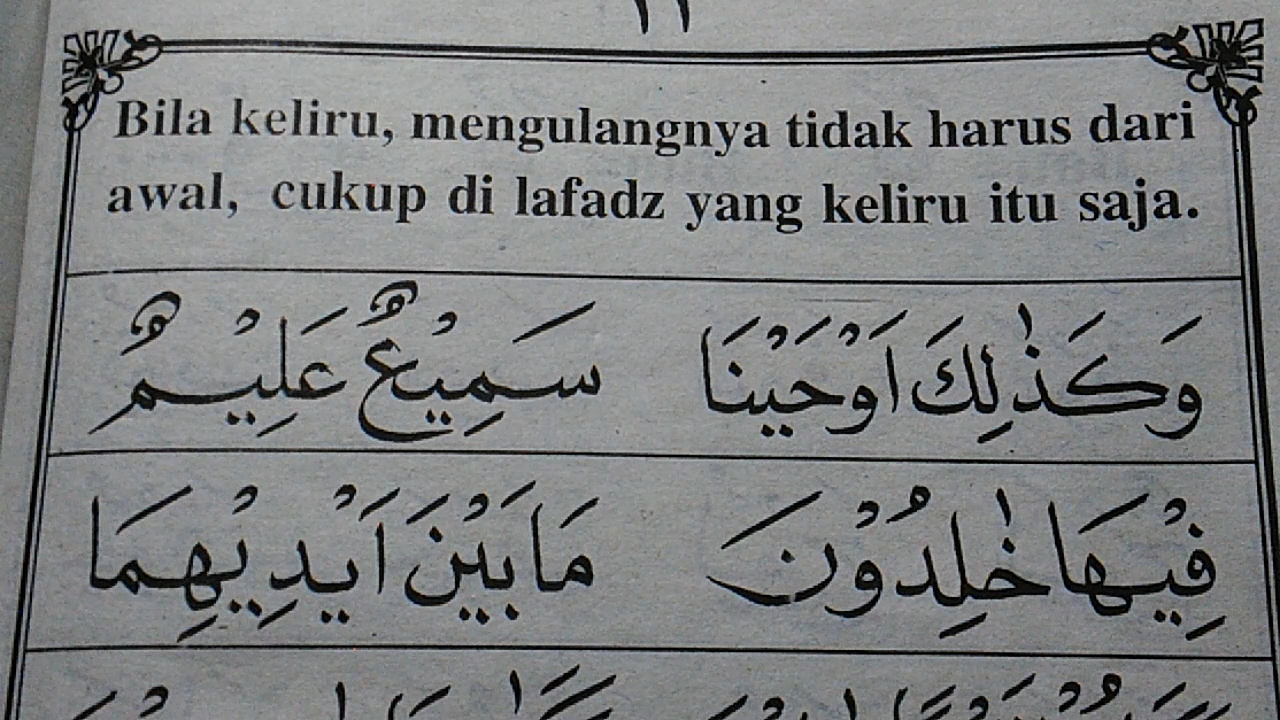 Bila keliru, mengulangnya tidak harus dari
awal, cukup di lafadz yang keliru itu saja.
وَكَذٰلِكَ اَوْحَيْنَا سَمِيْعٌ عَلِيْمٌ
فِيْهَا خٰلِدُوْنَ مَا بَيْنَ اَيْدِيْهِمَا